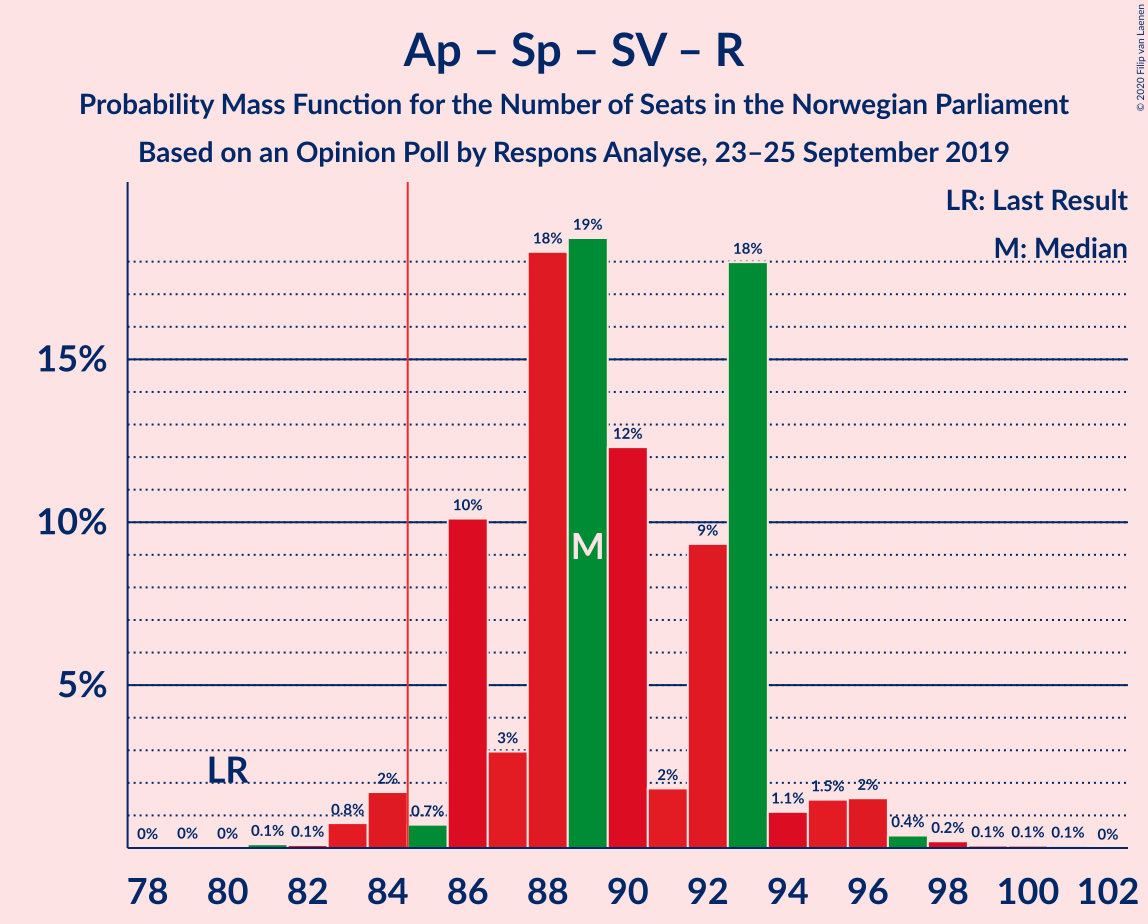 Ap – Sp – SV – R
Probability Mass Function for the Number of Seats in the Norwegian Parliament
Based on an Opinion Poll by Respons Analyse, 23–25 September 2019
© 2020 Filip van Laenen
LR: Last Result
M: Median
15%
10%
5%
LR
M
0% 0% 0% 0.1% 0.1% 0.8% 2% 0.7% 10% 3% 18% 19% 12% 2% 9% 18% 1.1% 1.5% 2% 0.4% 0.2% 0.1% 0.1% 0.1% 0%
78 80 82 84 86 88 90 92 94 96 98 100 102